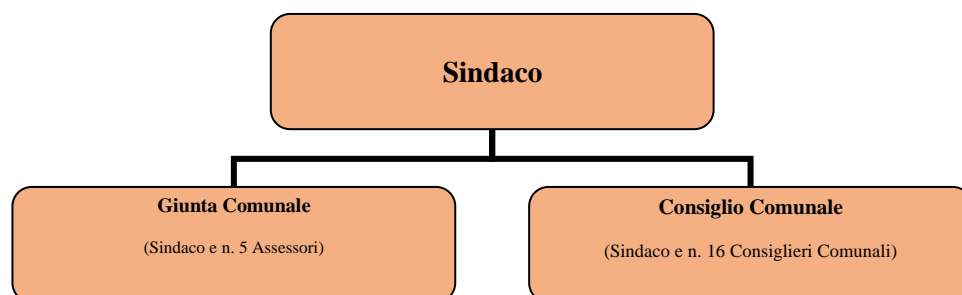 Sindaco
Giunta Comunale
(Sindaco e n. 5 Assessori)
Consiglio Comunale
(Sindaco e n. 16 Consiglieri Comunali)